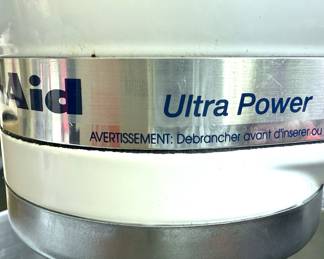 Aid
Ultra Power
AVERTISSEMENT: Debrancher avant d'inserer ou